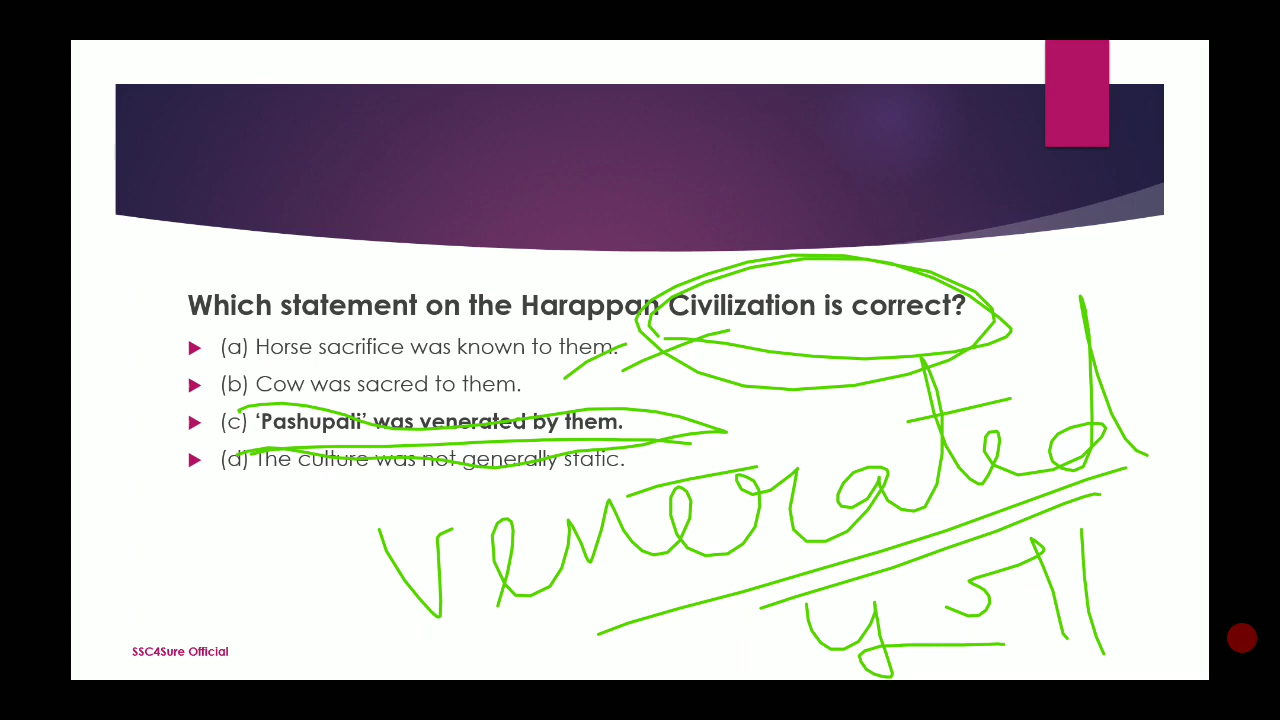 Which statement on the Harappan Civilization is correct?
(a) Horse sacrifice was known to them.
(b) Cow was sacred to them.
(c) ‘Pashupati’ was venerated by them.
(d) The culture was not generally static.
venerated
SSC4Sure Official